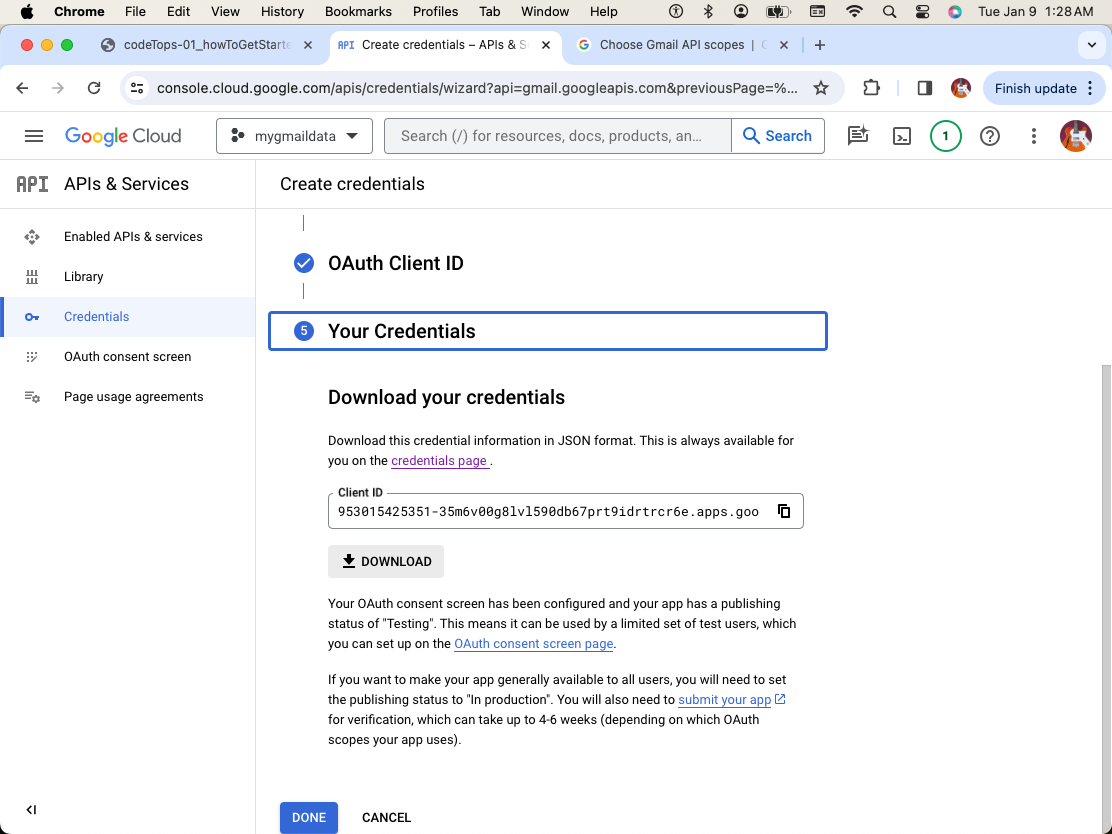 Chrome File Edit View History Bookmarks Profiles Tab Window Help Tue Jan 9 1:28 AM
codeTops-01_howToGetStarte
API Create credentials – APIs & S
Choose Gmail API scopes |
console.cloud.google.com/apis/credentials/wizard?api=gmail.googleapis.com&previousPage=%...
Finish update
Google Cloud
mygmaildata
Search (/) for resources, docs, products, an...
Search
1
API APIs & Services
Create credentials
Enabled APIs & services
Library
Credentials
OAuth consent screen
Page usage agreements
OAuth Client ID
5 Your Credentials
Download your credentials
Download this credential information in JSON format. This is always available for
you on the credentials page .
Client ID
953015425351-35m6v00g8lvl590db67prt9idrtrcr6e.apps.goo
DOWNLOAD
Your OAuth consent screen has been configured and your app has a publishing
status of "Testing". This means it can be used by a limited set of test users, which
you can set up on the OAuth consent screen page.
If you want to make your app generally available to all users, you will need to set
the publishing status to "In production". You will also need to submit your app
for verification, which can take up to 4-6 weeks (depending on which OAuth
scopes your app uses).
DONE CANCEL